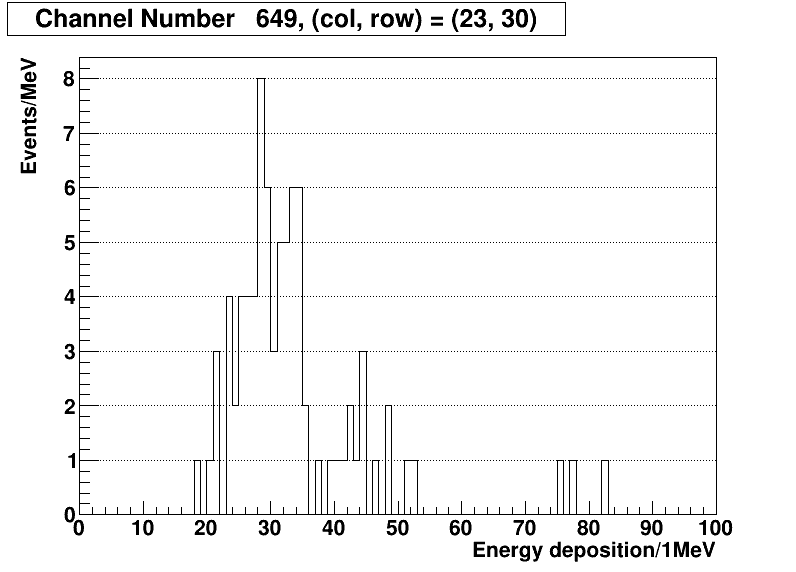 Channel Number 649, (col, row) = (23, 30)
Events/MeV
8
7
6
5
4
3
2
1
0
0 10 20 30 40 50 60 70 80 90 100
Energy deposition/1MeV